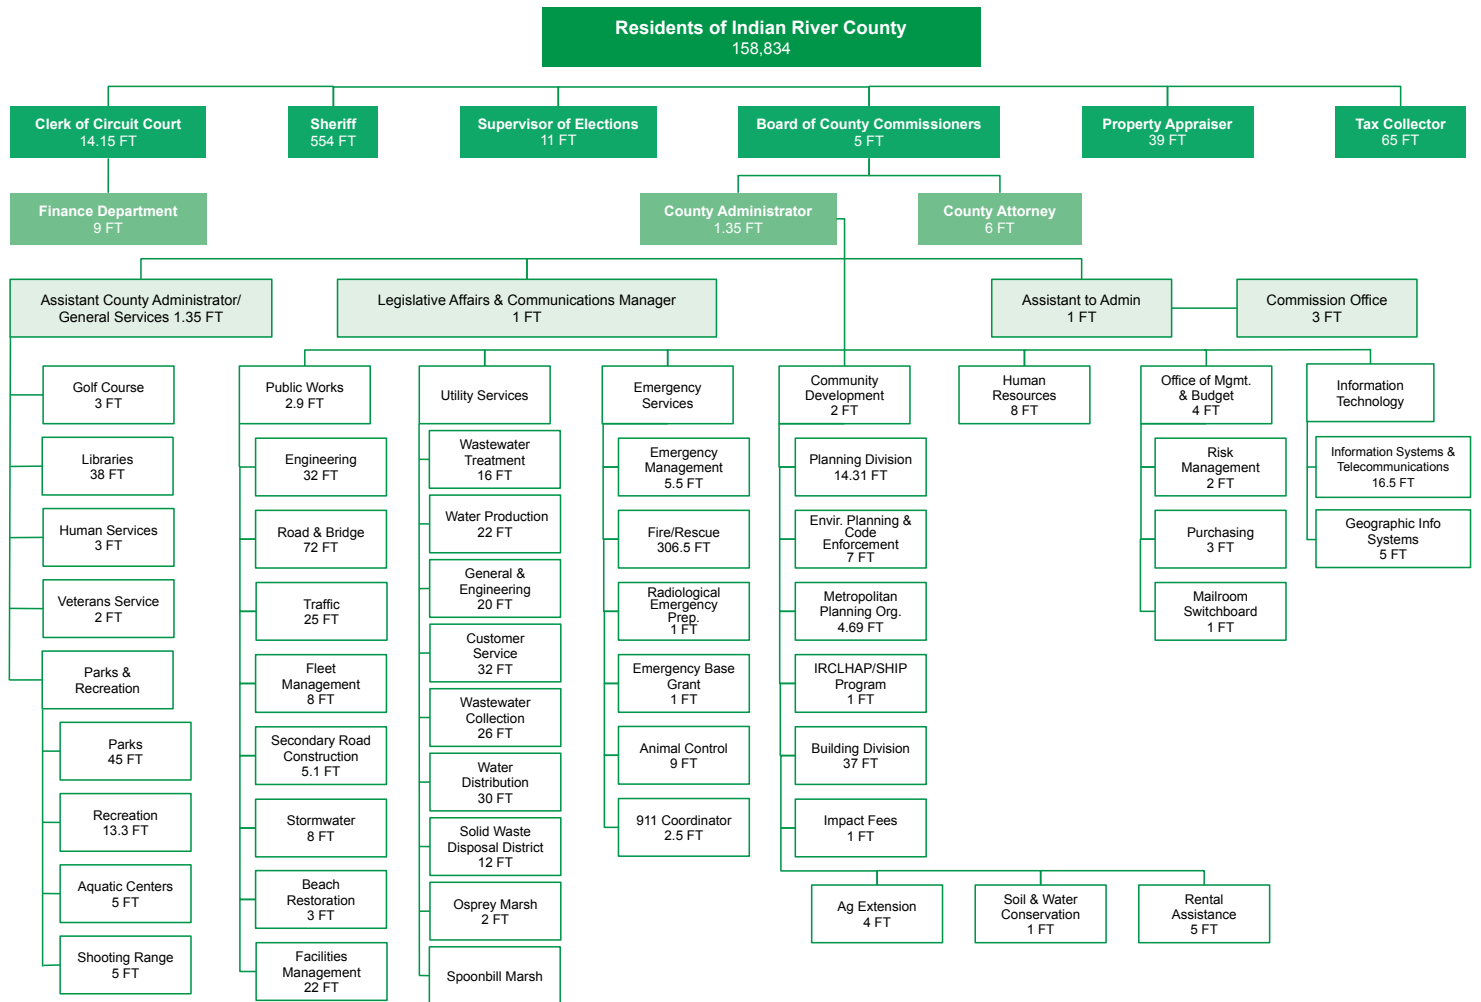 Residents of Indian River County
158,834
Clerk of Circuit Court
14.15 FT
Sheriff
554 FT
Supervisor of Elections
11 FT
Board of County Commissioners
5 FT
Property Appraiser
39 FT
Tax Collector
65 FT
Finance Department
9 FT
County Administrator
1.35 FT
County Attorney
6 FT
Assistant County Administrator/
General Services 1.35 FT
Legislative Affairs & Communications Manager
1 FT
Assistant to Admin
1 FT
Commission Office
3 FT
Golf Course
3 FT
Libraries
38 FT
Human Services
3 FT
Veterans Service
2 FT
Parks &
Recreation
Parks
45 FT
Recreation
13.3 FT
Aquatic Centers
5 FT
Shooting Range
5 FT
Public Works
2.9 FT
Engineering
32 FT
Road & Bridge
72 FT
Traffic
25 FT
Fleet
Management
8 FT
Secondary Road
Construction
5.1 FT
Stormwater
8 FT
Beach
Restoration
3 FT
Facilities
Management
22 FT
Utility Services
Wastewater
Treatment
16 FT
Water Production
22 FT
General &
Engineering
20 FT
Customer
Service
32 FT
Wastewater
Collection
26 FT
Water
Distribution
30 FT
Solid Waste
Disposal District
12 FT
Osprey Marsh
2 FT
Spoonbill Marsh
Emergency
Services
Emergency
Management
5.5 FT
Fire/Rescue
306.5 FT
Radiological
Emergency
Prep.
1 FT
Emergency Base
Grant
1 FT
Animal Control
9 FT
911 Coordinator
2.5 FT
Community
Development
2 FT
Planning Division
14.31 FT
Envir. Planning &
Code
Enforcement
7 FT
Metropolitan
Planning Org.
4.69 FT
IRCLHAP/SHIP
Program
1 FT
Building Division
37 FT
Impact Fees
1 FT
Ag Extension
4 FT
Soil & Water
Conservation
1 FT
Rental
Assistance
5 FT
Human
Resources
8 FT
Office of Mgmt.
& Budget
4 FT
Risk
Management
2 FT
Purchasing
3 FT
Mailroom
Switchboard
1 FT
Information
Technology
Information Systems &
Telecommunications
16.5 FT
Geographic Info
Systems
5 FT